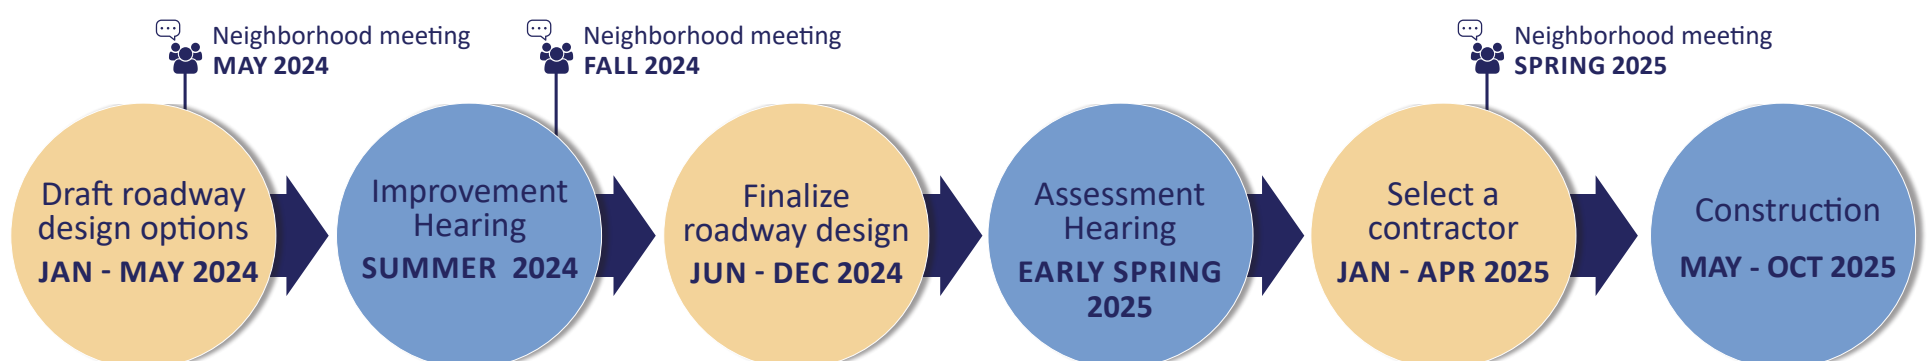 Neighborhood meeting
MAY 2024
Neighborhood meeting
FALL 2024
Neighborhood meeting
SPRING 2025
Draft roadway
design options
JAN - MAY 2024
Improvement
Hearing
SUMMER 2024
Finalize
roadway design
JUN - DEC 2024
Assessment
Hearing
EARLY SPRING
2025
Select a
contractor
JAN - APR 2025
Construction
MAY - OCT 2025